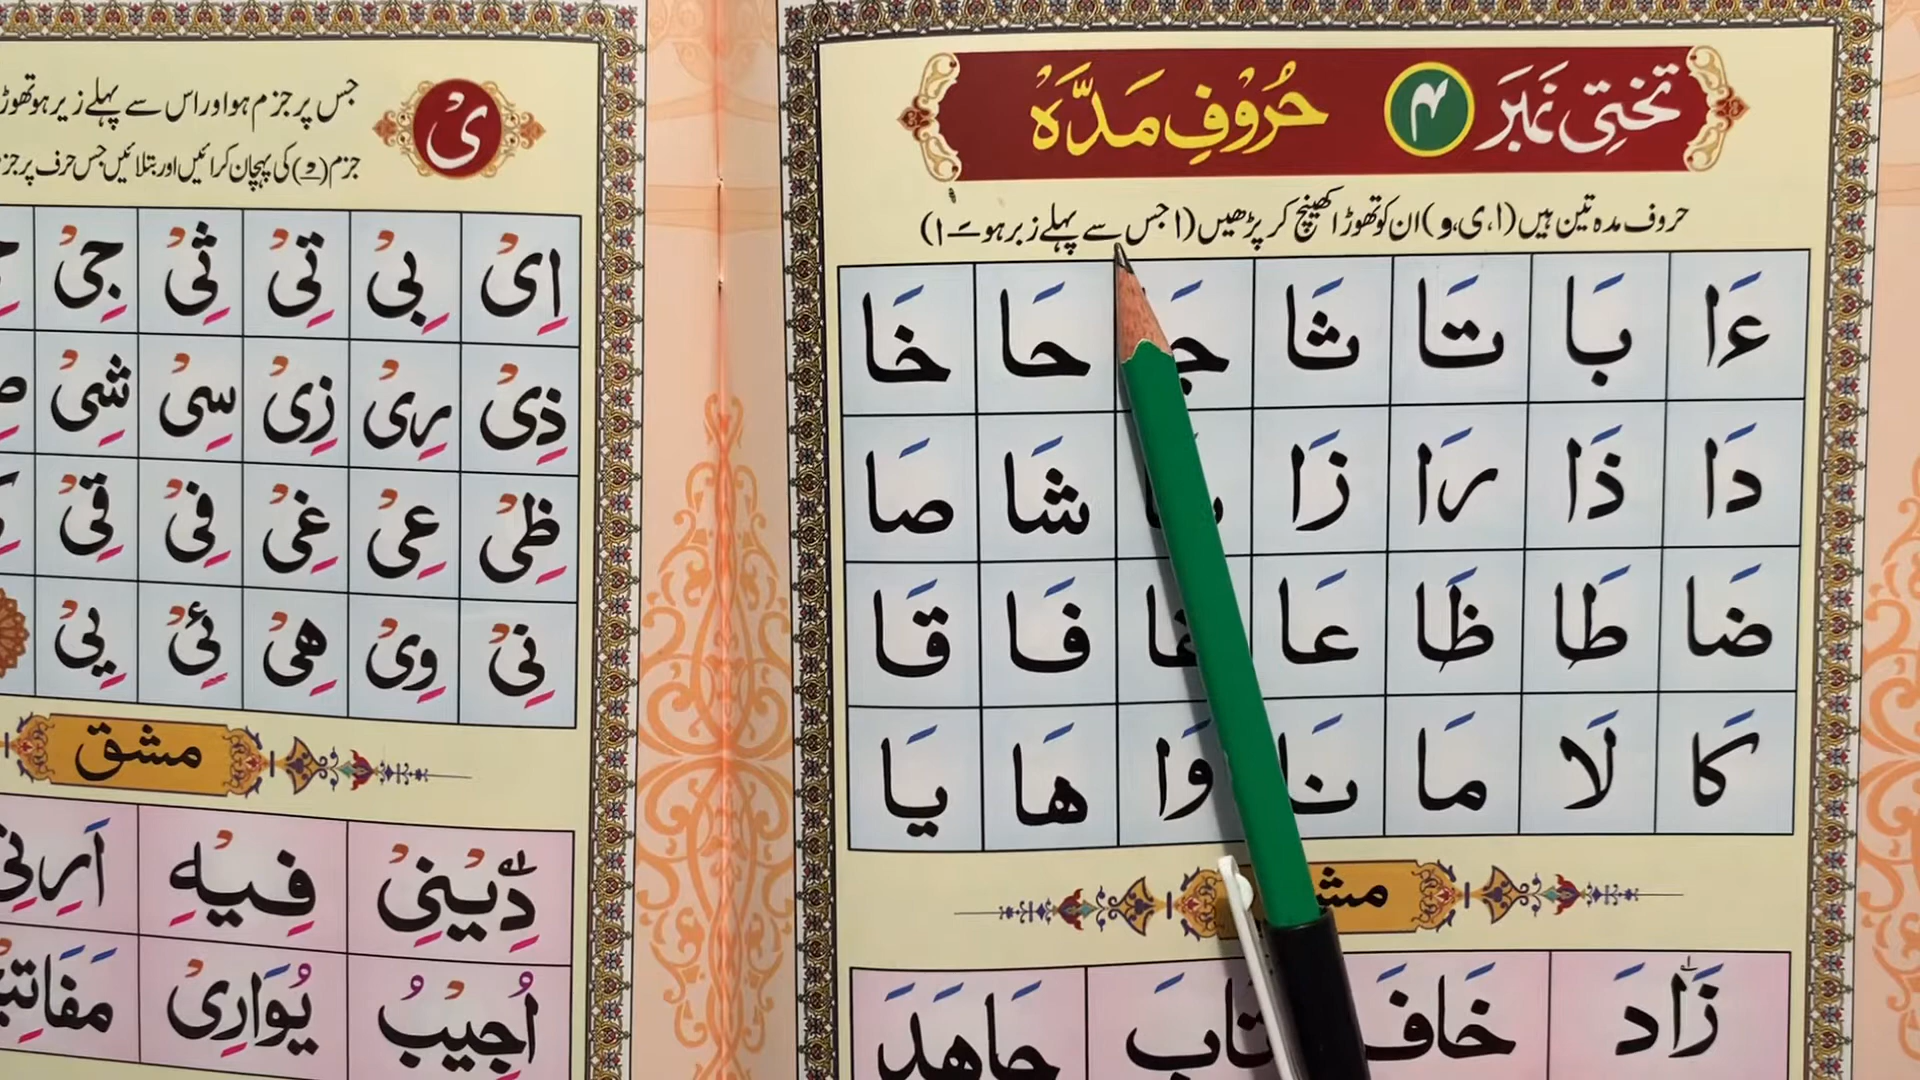 تختی نمبر ۴ حُرُوْفِ مَدَّہْ
حروف مدہ تین ہیں (ا، ی، و) ان کو تھوڑا کھینچ کر پڑھیں (ا جس سے پہلے زبر ہو ـَ ا)
ءَا بَا تَا ثَا جَا حَا خَا
دَا ذَا رَا زَا شَا صَا
ضَا طَا ظَا عَا غَا فَا قَا
كَا لَا مَا نَا وَا هَا يَا
زَادَ خَافَ تَابَ جَاهَدَ
ىْ
جس پر جزم ہو اور اس سے پہلے زیر ہو
جزم (ـْ) کی پہچان کرائیں اور بتلائیں جس حرف پر
اِىْ بِىْ تِىْ ثِىْ جِىْ
ذِىْ رِىْ زِىْ سِىْ شِىْ
ظِىْ عِىْ غِىْ فِىْ قِىْ
نِىْ وِىْ هِىْ ئِىْ يِىْ
مشق
دِيْنِىْ فِيْهِ اَرِنِىْ
اُجِيْبُ يُوَارِىْ